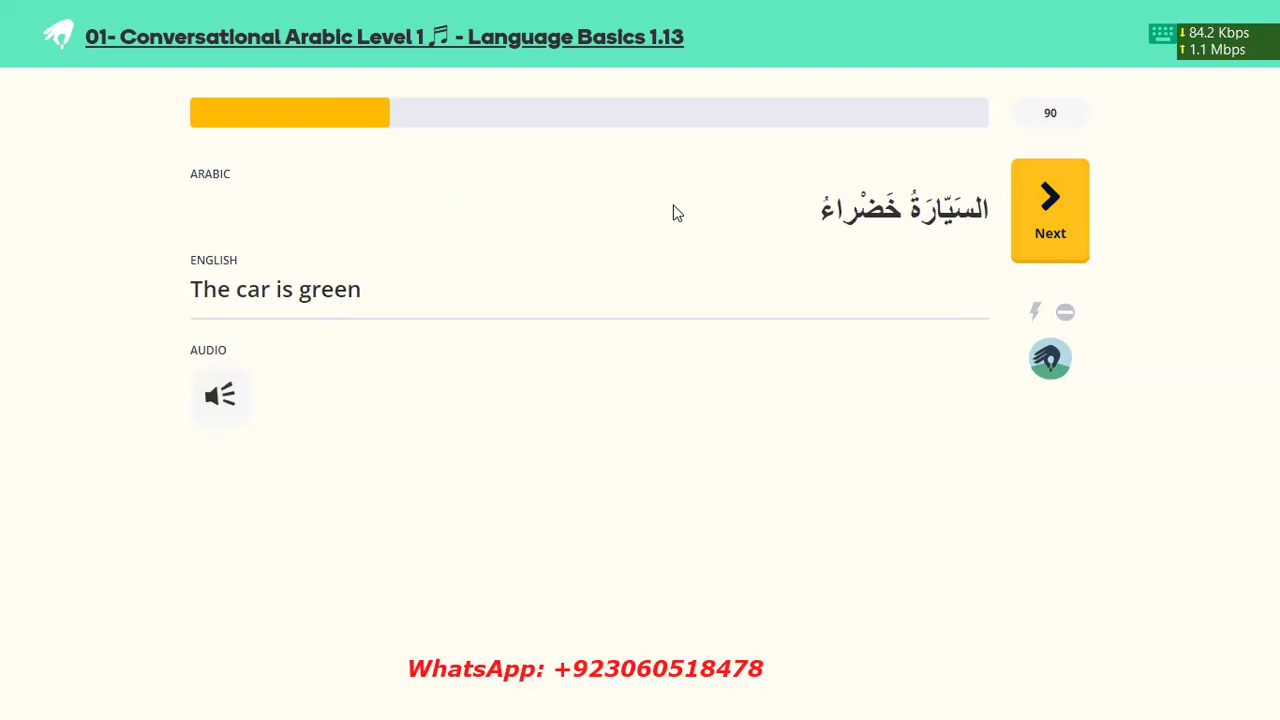 01- Conversational Arabic Level 1 🎵 - Language Basics 1.13
84.2 Kbps
1.1 Mbps
90
ARABIC
السَيّارَةُ خَضْراءُ
Next
ENGLISH
The car is green
AUDIO
WhatsApp: +923060518478